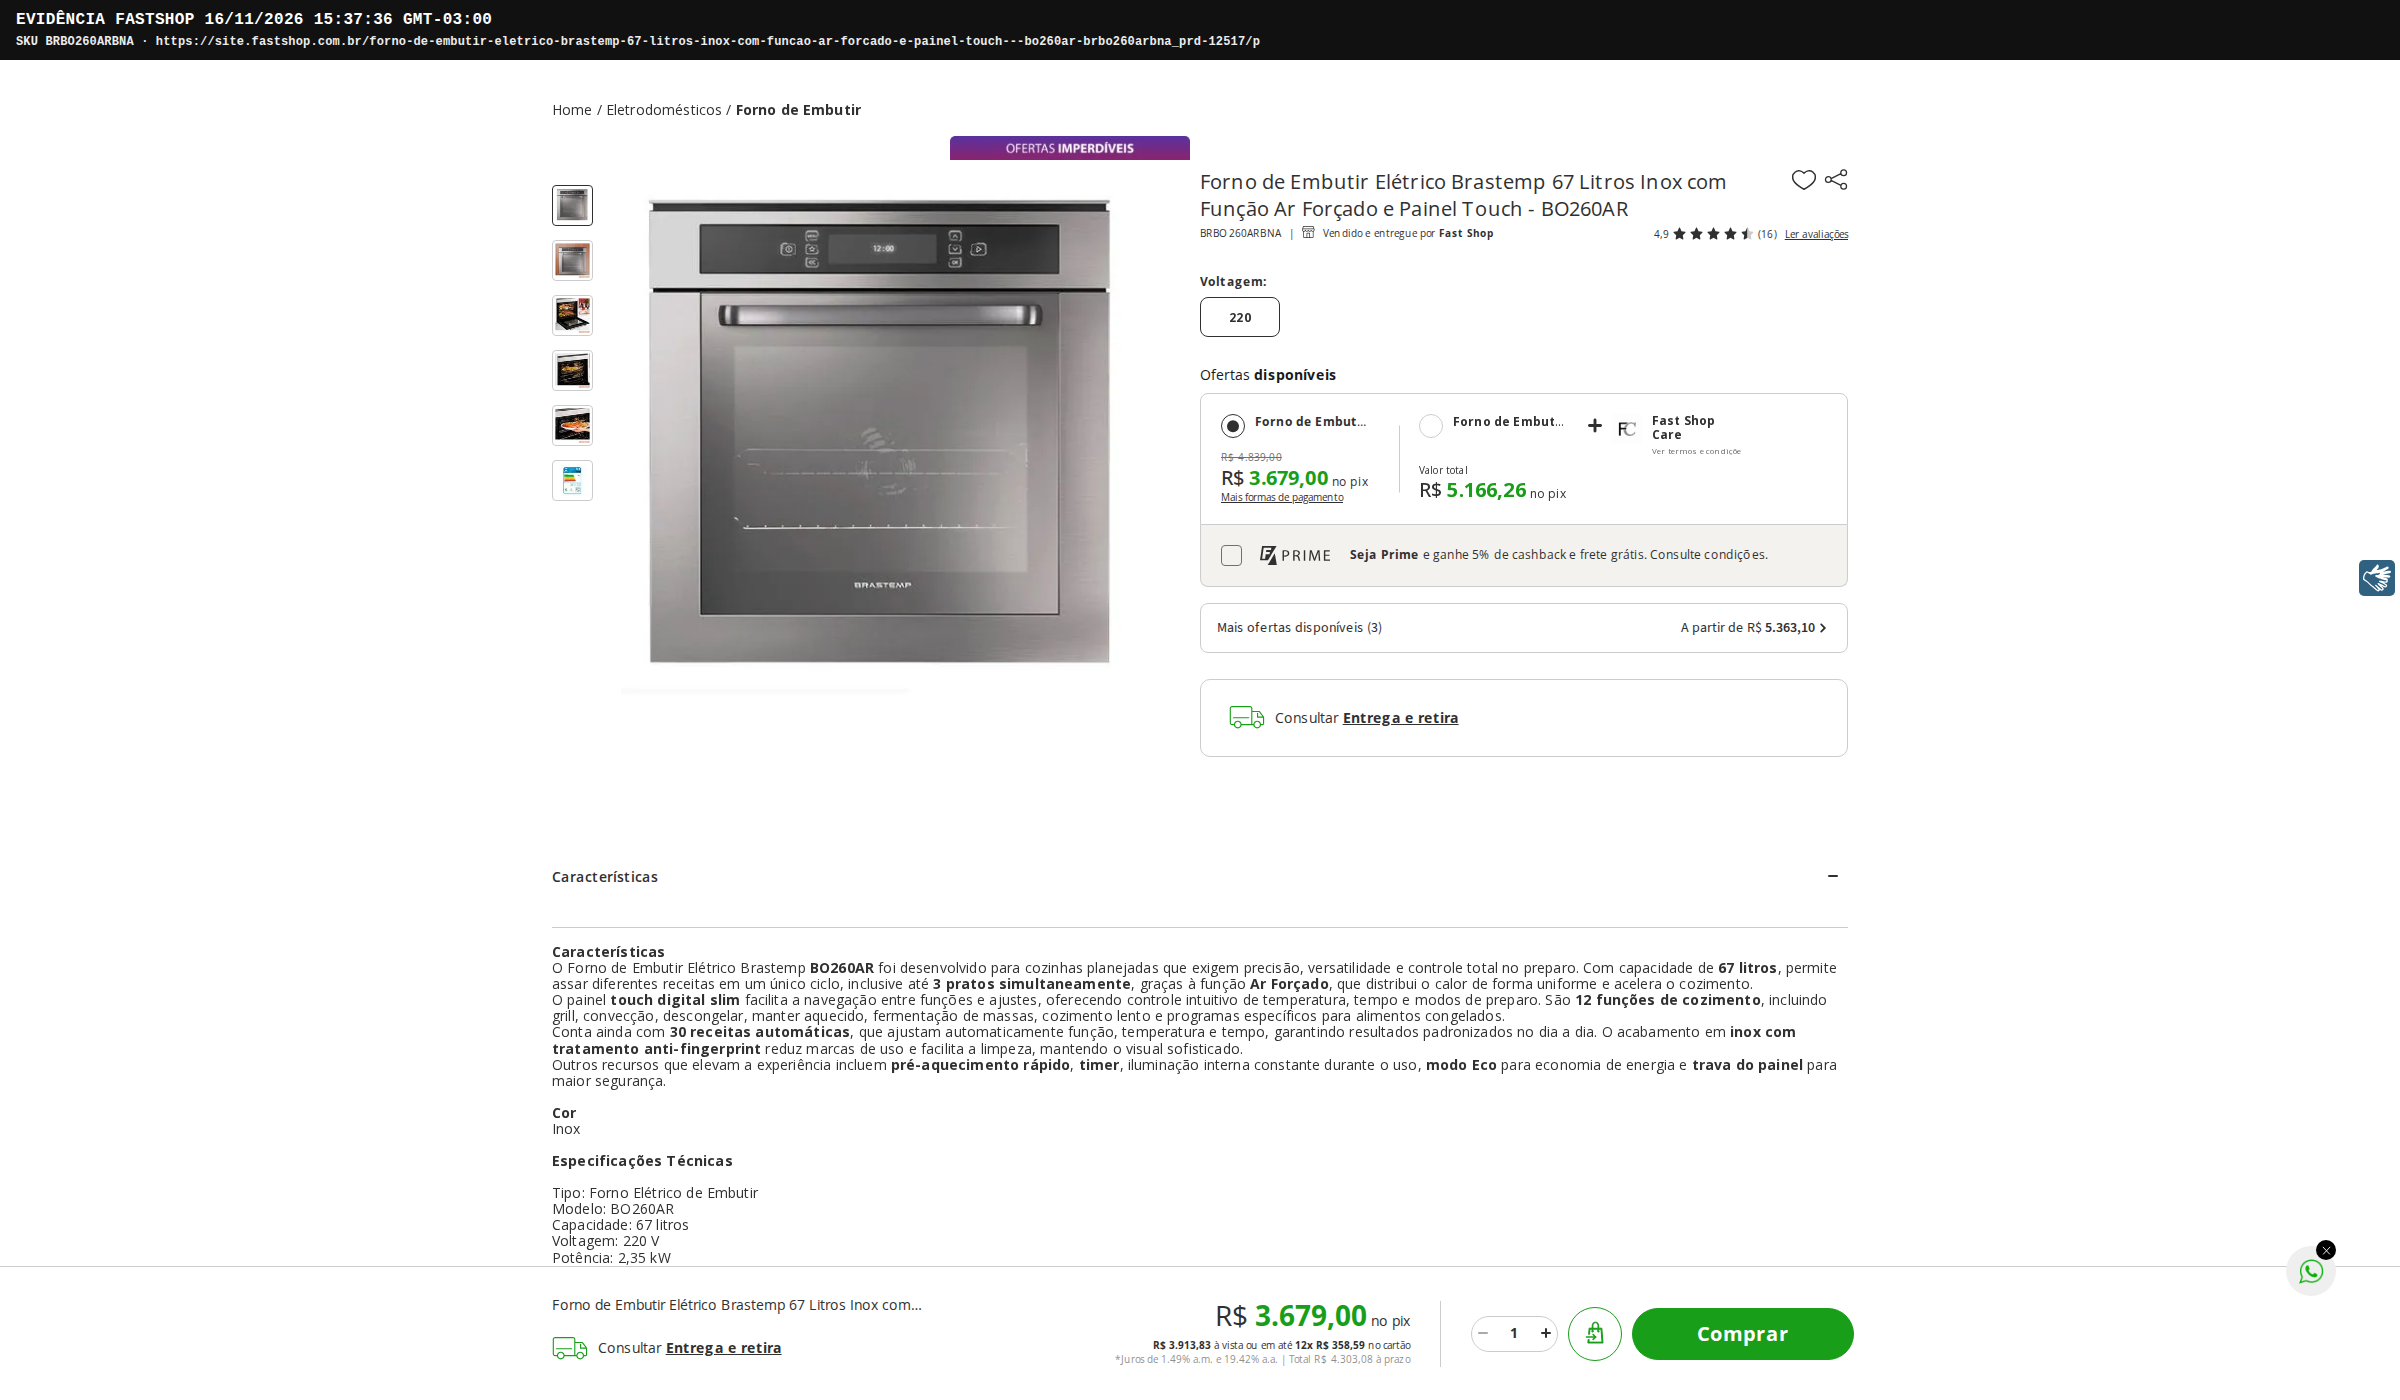 EVIDÊNCIA FASTSHOP 16/11/2026 15:37:36 GMT-03:00
SKU BRBO260ARBNA · https://site.fastshop.com.br/forno-de-embutir-eletrico-brastemp-67-litros-inox-com-funcao-ar-forcado-e-painel-touch---bo260ar-brbo260arbna_prd-12517/p
Home / Eletrodomésticos / Forno de Embutir
OFERTAS IMPERDÍVEIS
12:00
BRASTEMP
Forno de Embutir Elétrico Brastemp 67 Litros Inox com
Função Ar Forçado e Painel Touch - BO260AR
BRBO260ARBNA | Vendido e entregue por Fast Shop
4,9 (16) Ler avaliações
Voltagem:
220
Ofertas disponíveis
Forno de Embut...
R$ 4.839,00
R$ 3.679,00 no pix
Mais formas de pagamento
Forno de Embut...
+
FC
Fast Shop
Care
Ver termos e condiçõe
Valor total
R$ 5.166,26 no pix
PRIME Seja Prime e ganhe 5% de cashback e frete grátis. Consulte condições.
Mais ofertas disponíveis (3) A partir de R$ 5.363,10
Consultar Entrega e retira
Características
Características
O Forno de Embutir Elétrico Brastemp BO260AR foi desenvolvido para cozinhas planejadas que exigem precisão, versatilidade e controle total no preparo. Com capacidade de 67 litros, permite
assar diferentes receitas em um único ciclo, inclusive até 3 pratos simultaneamente, graças à função Ar Forçado, que distribui o calor de forma uniforme e acelera o cozimento.
O painel touch digital slim facilita a navegação entre funções e ajustes, oferecendo controle intuitivo de temperatura, tempo e modos de preparo. São 12 funções de cozimento, incluindo
grill, convecção, descongelar, manter aquecido, fermentação de massas, cozimento lento e programas específicos para alimentos congelados.
Conta ainda com 30 receitas automáticas, que ajustam automaticamente função, temperatura e tempo, garantindo resultados padronizados no dia a dia. O acabamento em inox com
tratamento anti-fingerprint reduz marcas de uso e facilita a limpeza, mantendo o visual sofisticado.
Outros recursos que elevam a experiência incluem pré-aquecimento rápido, timer, iluminação interna constante durante o uso, modo Eco para economia de energia e trava do painel para
maior segurança.
Cor
Inox
Especificações Técnicas
Tipo: Forno Elétrico de Embutir
Modelo: BO260AR
Capacidade: 67 litros
Voltagem: 220 V
Potência: 2,35 kW
Forno de Embutir Elétrico Brastemp 67 Litros Inox com...
Consultar Entrega e retira
R$ 3.679,00 no pix
R$ 3.913,83 à vista ou em até 12x R$ 358,59 no cartão
*Juros de 1.49% a.m. e 19.42% a.a. | Total R$ 4.303,08 à prazo
− 1 +
Comprar